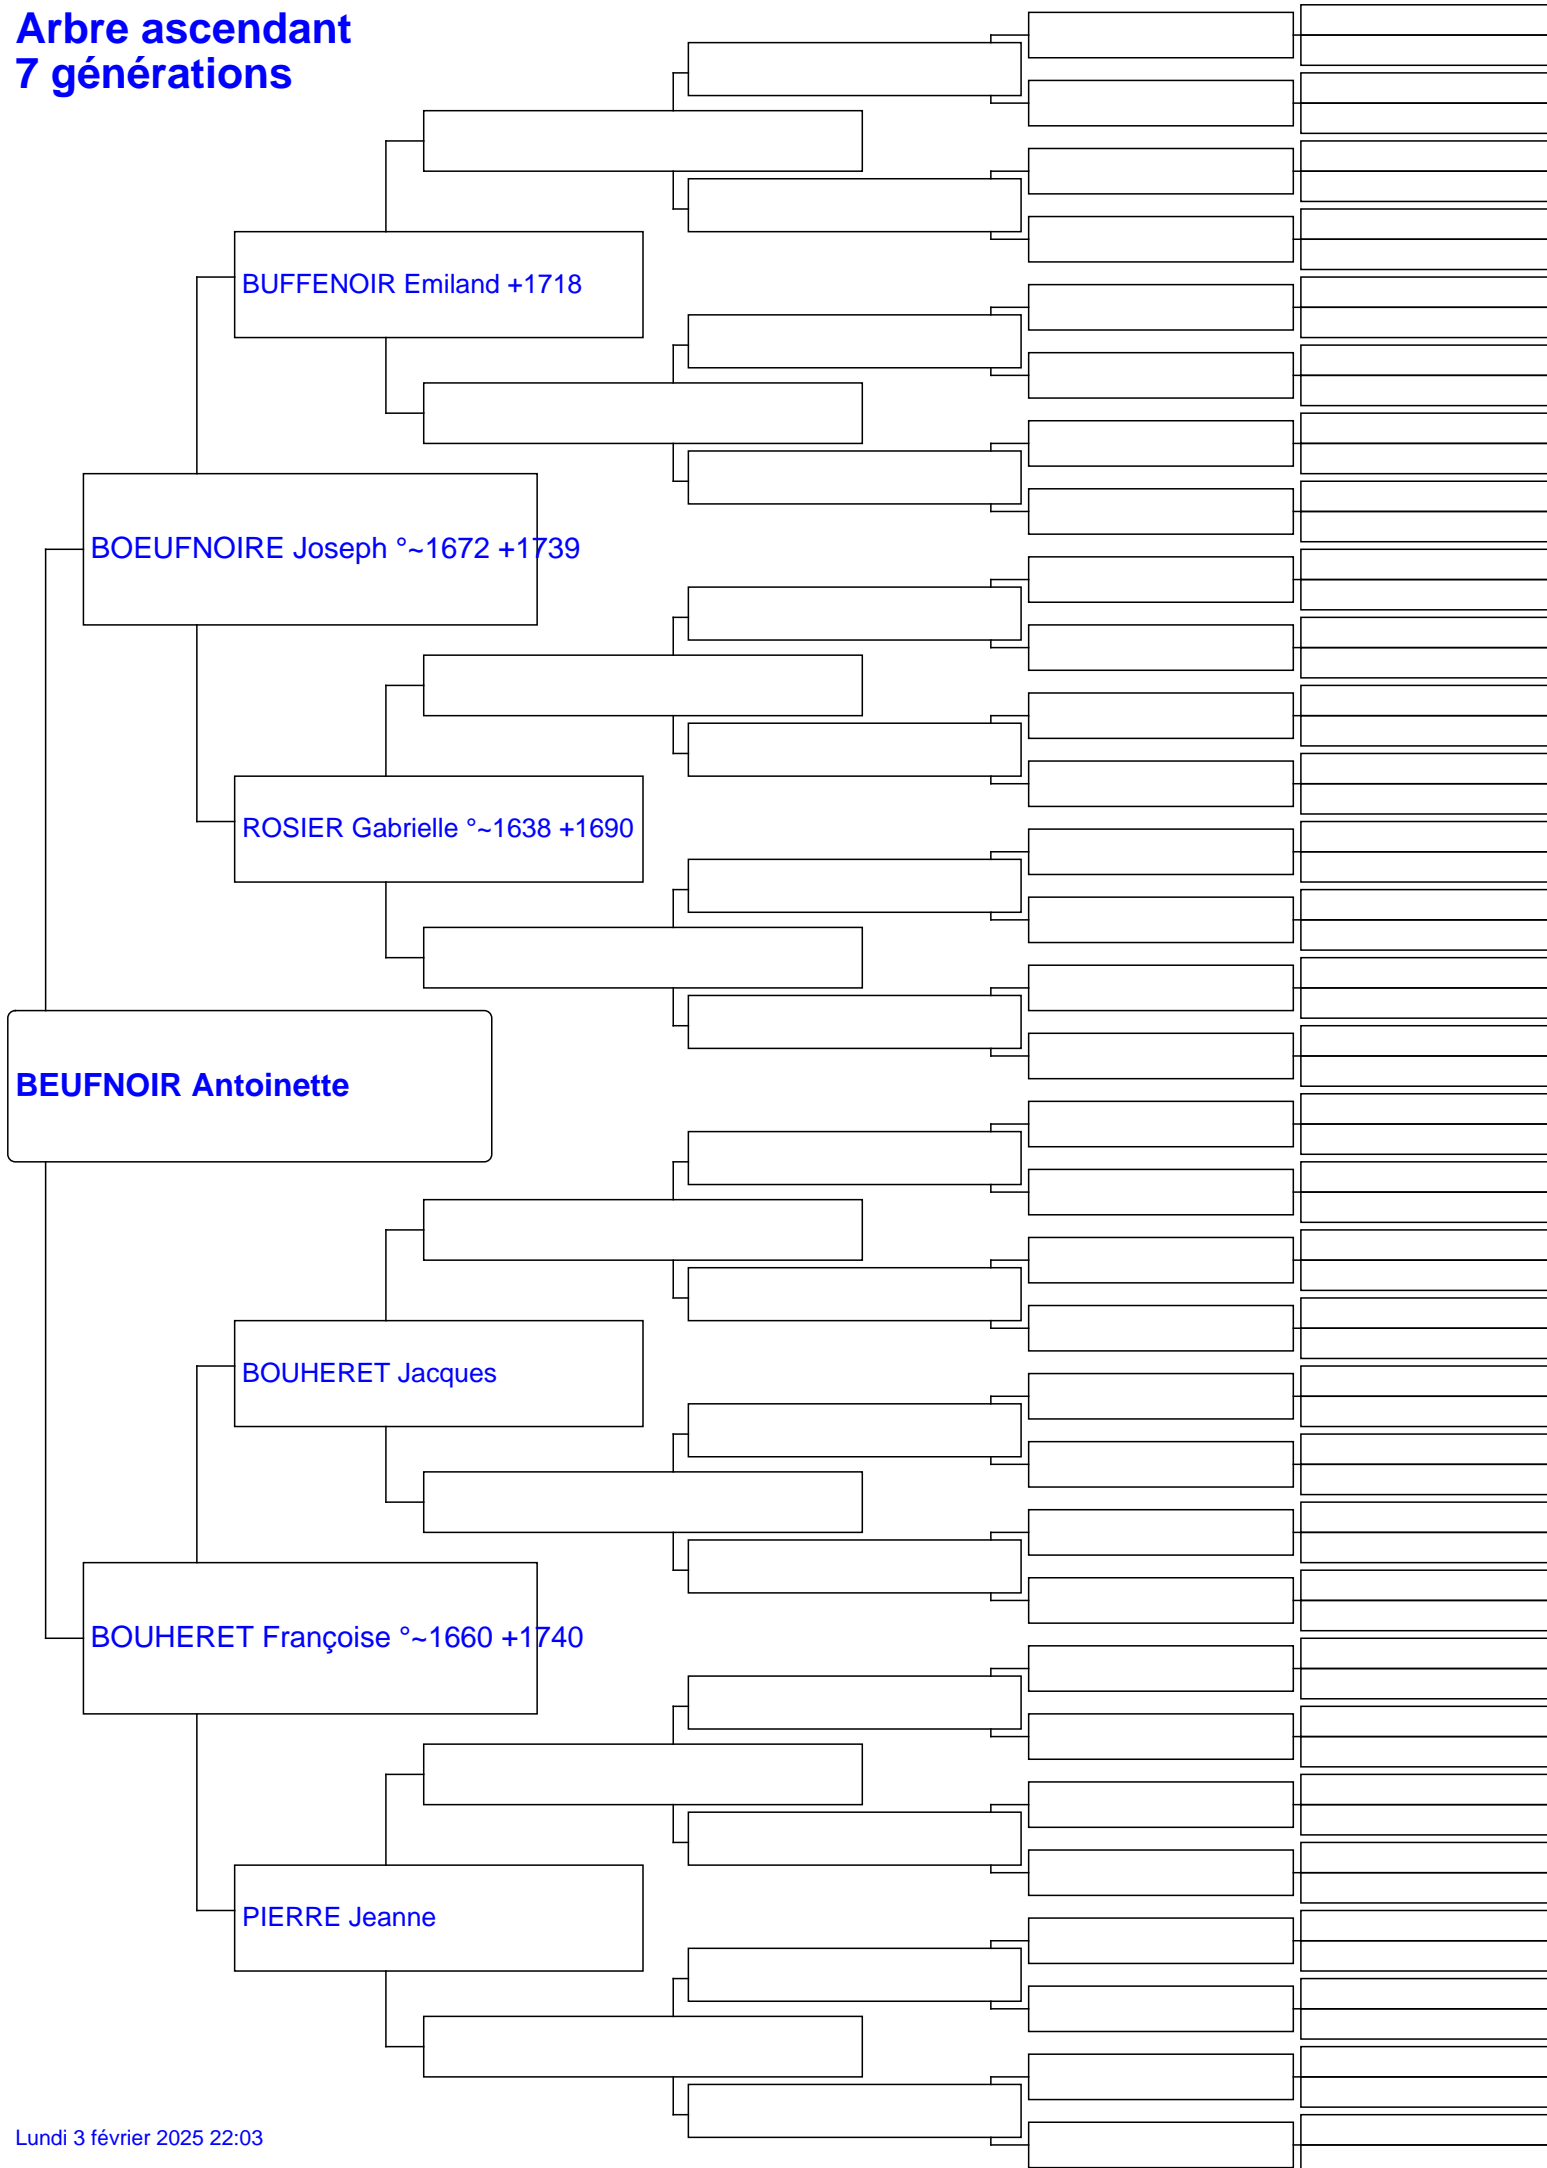 Arbre ascendant
7 générations
BUFFENOIR Emiland +1718
BOEUFNOIRE Joseph °~1672 +1739
ROSIER Gabrielle °~1638 +1690
BEUFNOIR Antoinette
BOUHERET Jacques
BOUHERET Françoise °~1660 +1740
PIERRE Jeanne
Lundi 3 février 2025 22:03